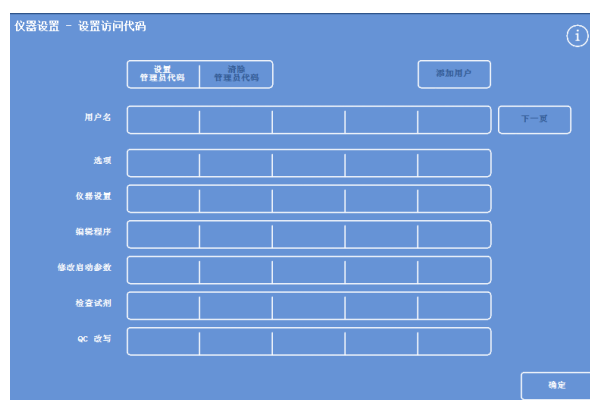 仪器设置 - 设置访问代码
i
设置
管理员代码
清除
管理员代码
添加用户
用户名
下一页
选项
仪器设置
编辑程序
修改启动参数
检查试剂
QC 改写
确定